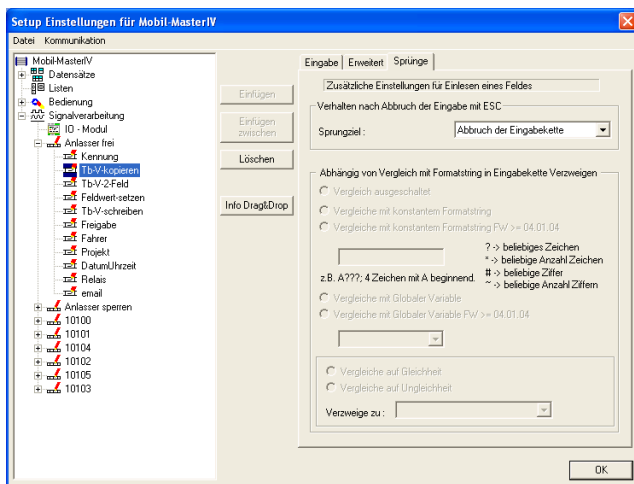 Setup Einstellungen für Mobil-MasterIV
Datei Kommunikation
Mobil-MasterIV
Datensätze
Listen
Bedienung
Signalverarbeitung
IO - Modul
Anlasser frei
Kennung
Tb-V-kopieren
Tb-V-2-Feld
Feldwert-setzen
Tb-V-schreiben
Freigabe
Fahrer
Projekt
DatumUhrzeit
Relais
email
Anlasser sperren
10100
10101
10104
10102
10105
10103
Einfügen
Einfügen
zwischen
Löschen
Info Drag&Drop
Eingabe Erweitert Sprünge
Zusätzliche Einstellungen für Einlesen eines Feldes
Verhalten nach Abbruch der Eingabe mit ESC
Sprungziel : Abbruch der Eingabekette
Abhängig von Vergleich mit Formatstring in Eingabekette Verzweigen
Vergleich ausgeschaltet
Vergleiche mit konstantem Formatstring
Vergleiche mit konstantem Formatstring FW >= 04.01.04
? -> beliebiges Zeichen
* -> beliebige Anzahl Zeichen
# -> beliebige Ziffer
~ -> beliebige Anzahl Ziffern
z.B. A???; 4 Zeichen mit A beginnend.
Vergleiche mit Globaler Variable
Vergleiche mit Globaler Variable FW >= 04.01.04
Vergleiche auf Gleichheit
Vergleiche auf Ungleichheit
Verzweige zu :
OK